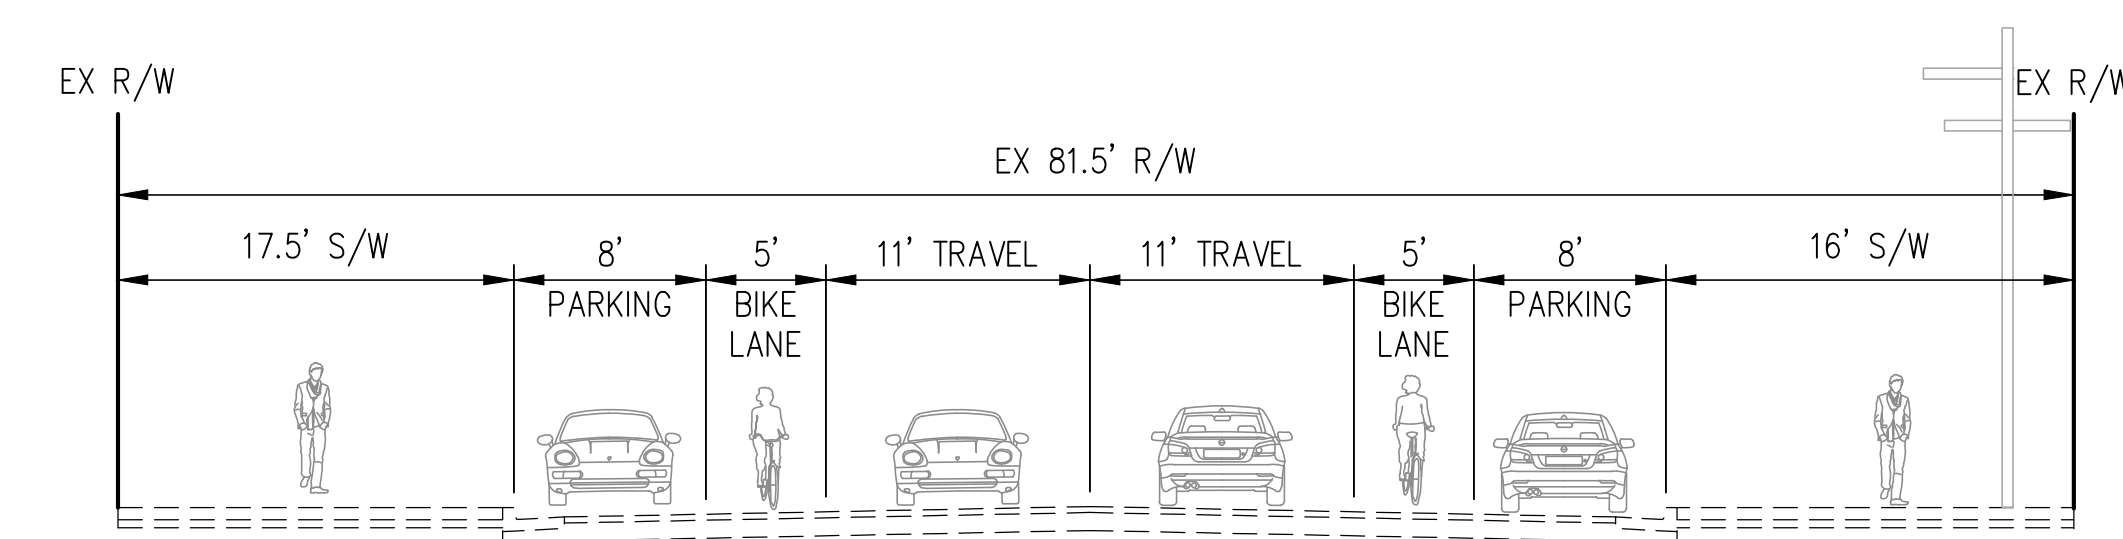 EX R/W
EX R/W
EX 81.5' R/W
17.5' S/W
8'
PARKING
5'
BIKE
LANE
11' TRAVEL
11' TRAVEL
5'
BIKE
LANE
8'
PARKING
16' S/W